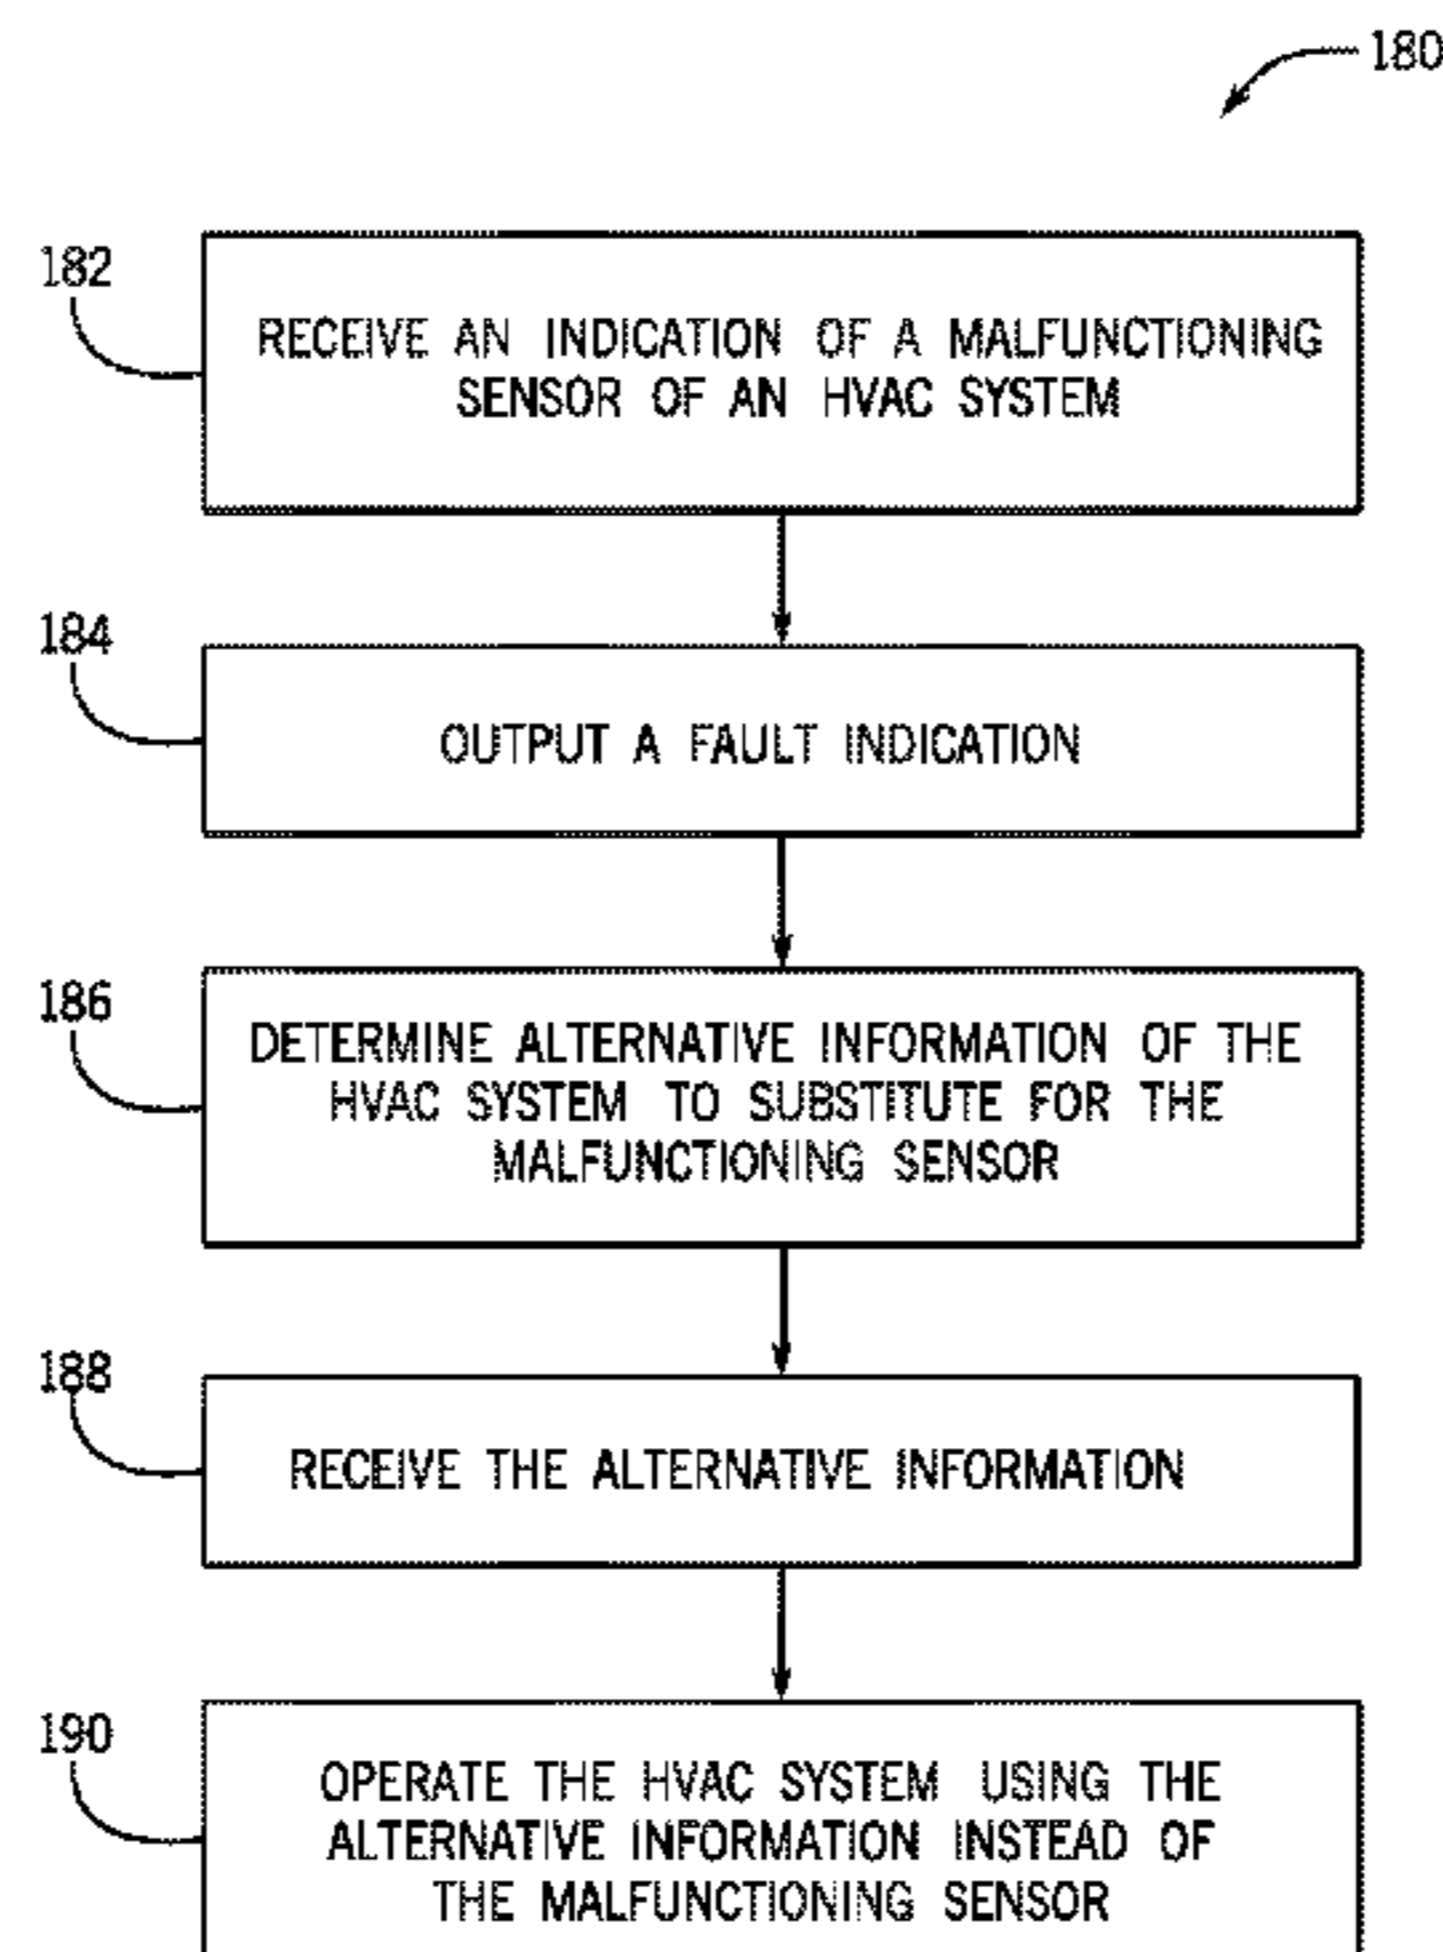 180
182
RECEIVE AN INDICATION OF A MALFUNCTIONING
SENSOR OF AN HVAC SYSTEM
184
OUTPUT A FAULT INDICATION
186
DETERMINE ALTERNATIVE INFORMATION OF THE
HVAC SYSTEM TO SUBSTITUTE FOR THE
MALFUNCTIONING SENSOR
188
RECEIVE THE ALTERNATIVE INFORMATION
190
OPERATE THE HVAC SYSTEM USING THE
ALTERNATIVE INFORMATION INSTEAD OF
THE MALFUNCTIONING SENSOR